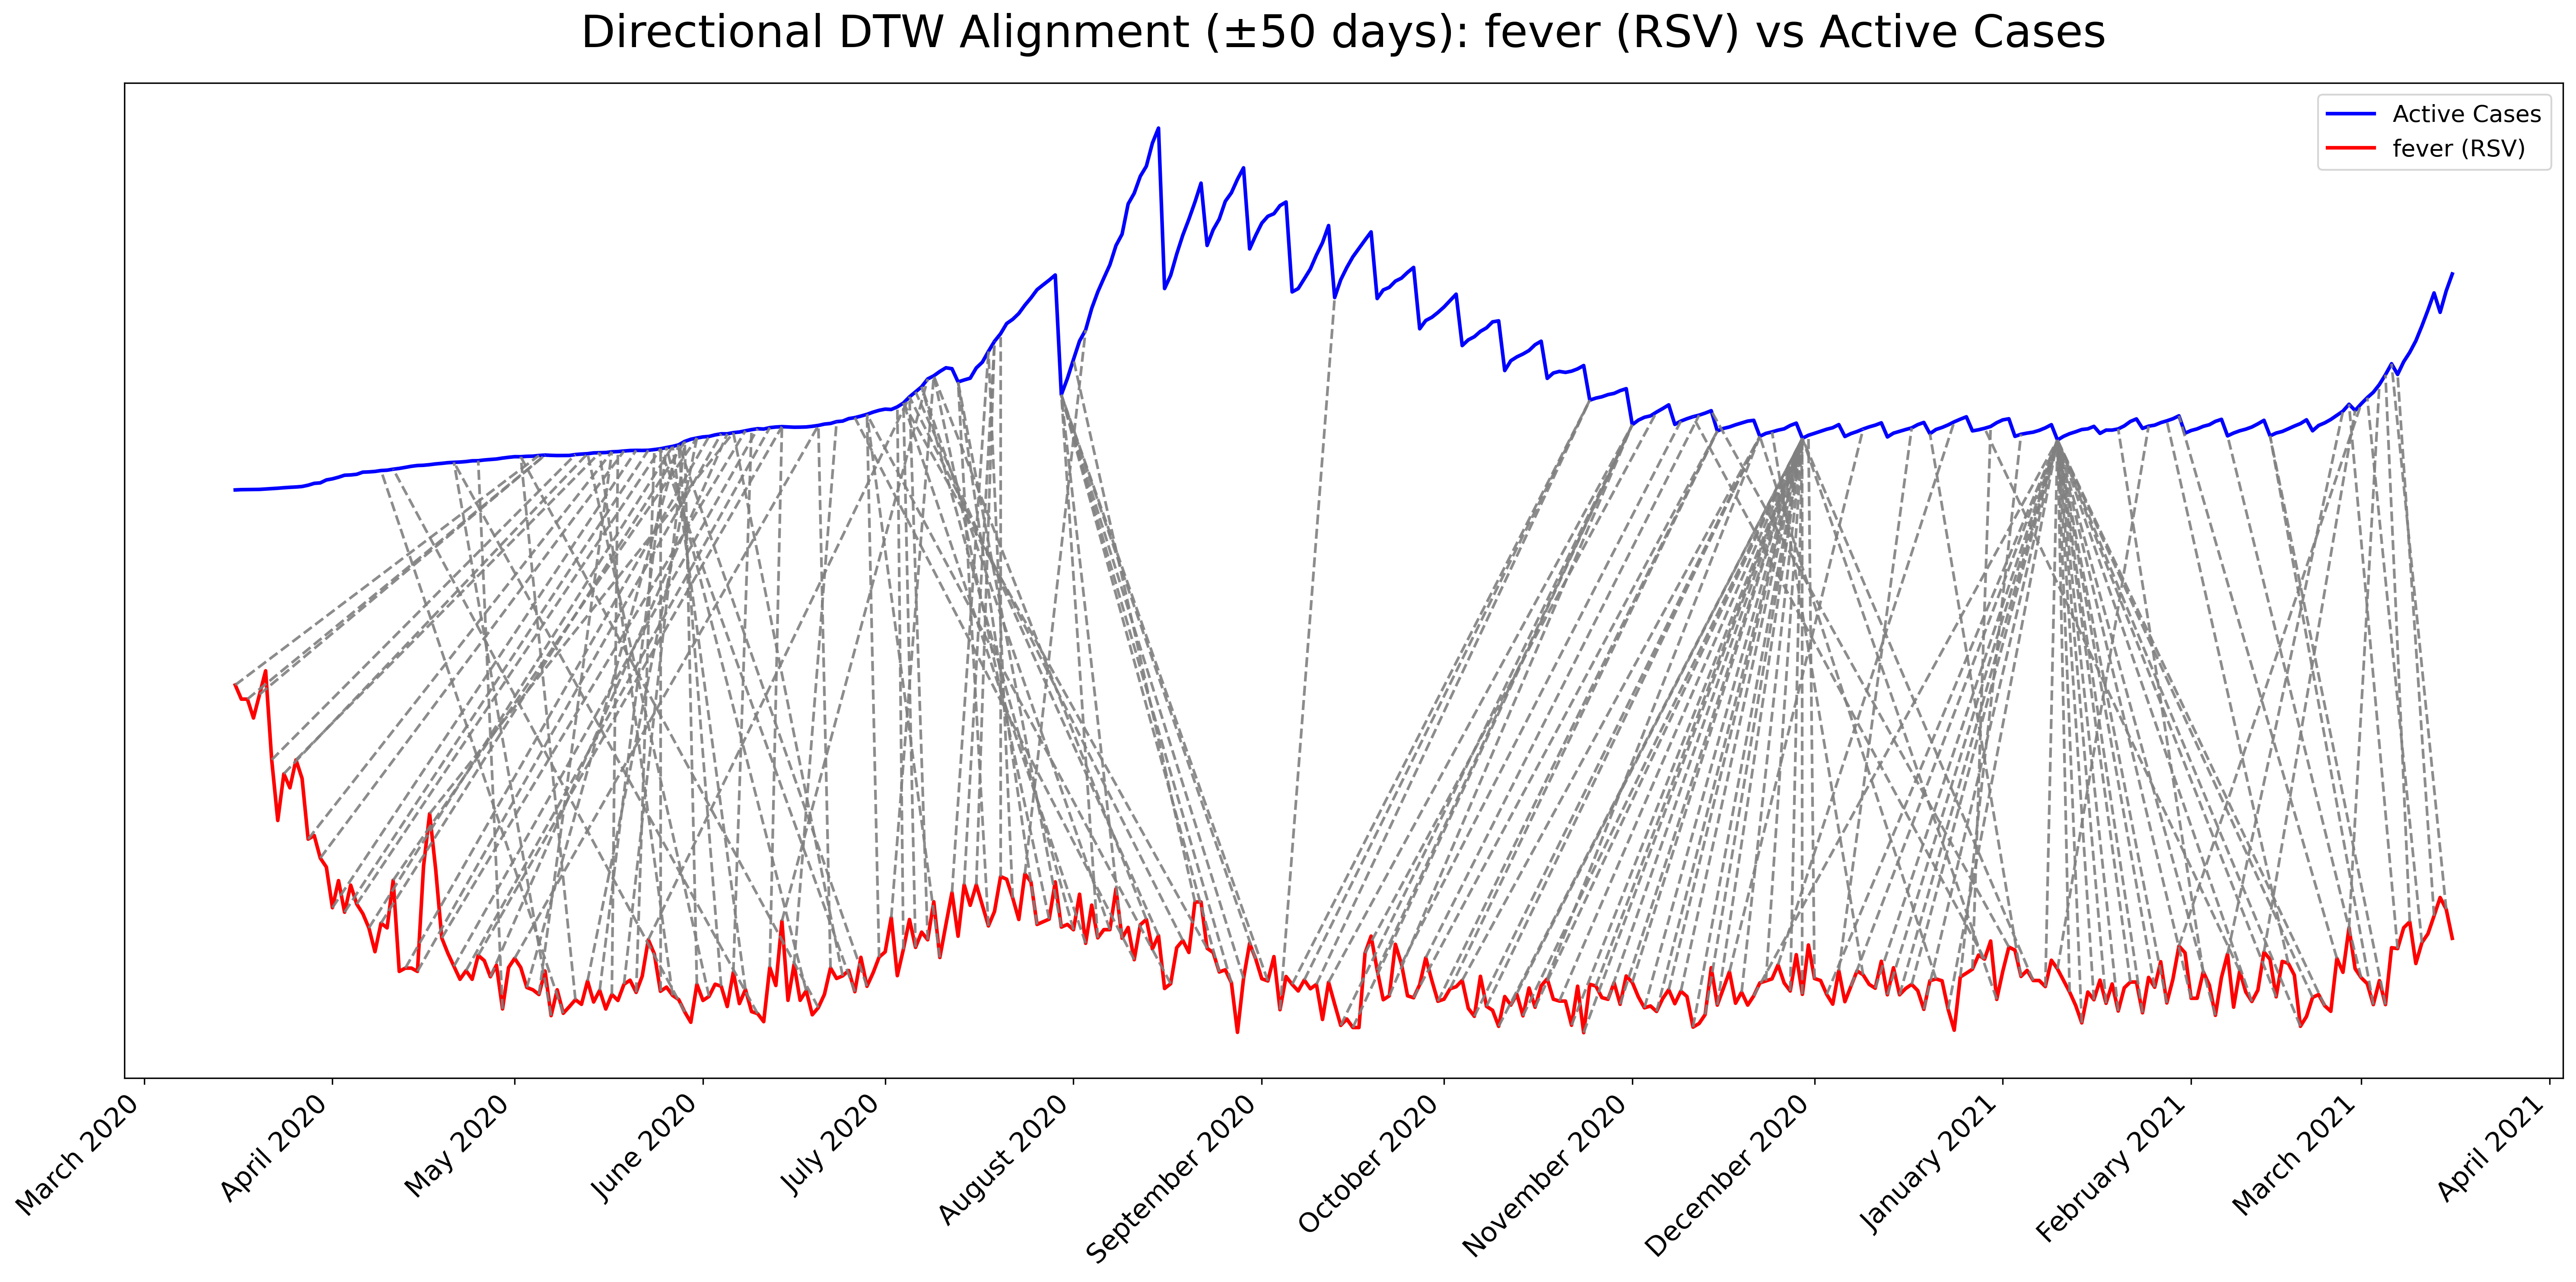 Directional DTW Alignment (±50 days): fever (RSV) vs Active Cases
Active Cases
fever (RSV)
March 2020
April 2020
May 2020
June 2020
July 2020
August 2020
September 2020
October 2020
November 2020
December 2020
January 2021
February 2021
March 2021
April 2021